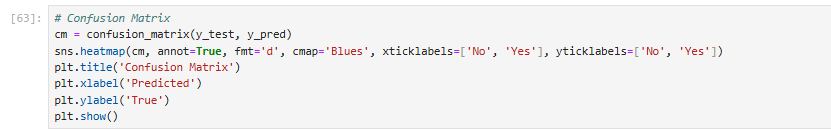 [63]: # Confusion Matrix
cm = confusion_matrix(y_test, y_pred)
sns.heatmap(cm, annot=True, fmt='d', cmap='Blues', xticklabels=['No', 'Yes'], yticklabels=['No', 'Yes'])
plt.title('Confusion Matrix')
plt.xlabel('Predicted')
plt.ylabel('True')
plt.show()